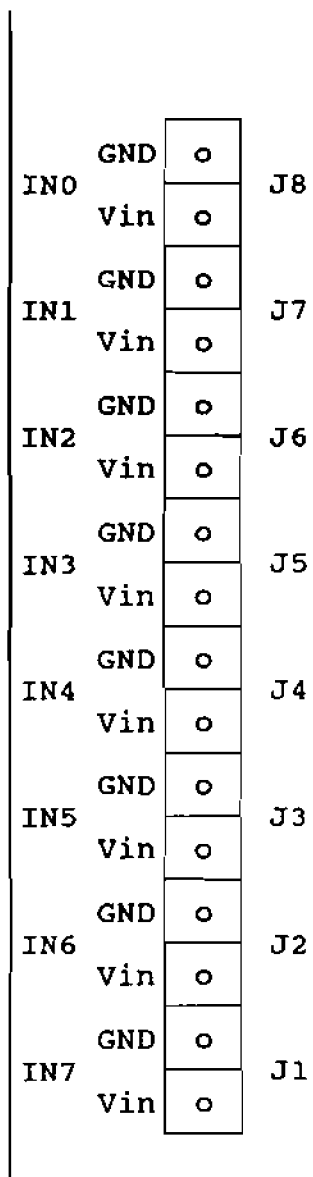 GND
IN0 J8
Vin
GND
IN1 J7
Vin
GND
IN2 J6
Vin
GND
IN3 J5
Vin
GND
IN4 J4
Vin
GND
IN5 J3
Vin
GND
IN6 J2
Vin
GND
IN7 J1
Vin